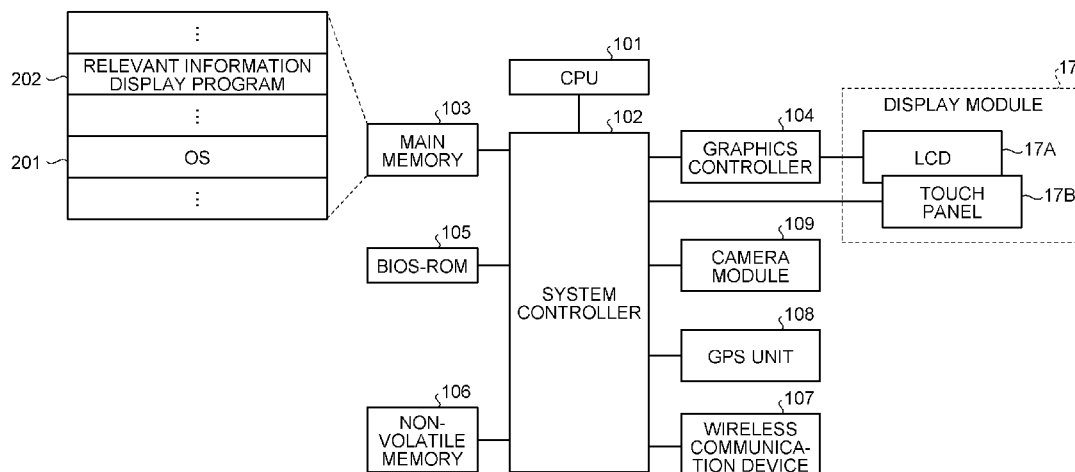 ⋮
202
RELEVANT INFORMATION
DISPLAY PROGRAM
⋮
201
OS
⋮
101
CPU
103
MAIN
MEMORY
102
SYSTEM
CONTROLLER
104
GRAPHICS
CONTROLLER
17
DISPLAY MODULE
LCD
17A
TOUCH
PANEL
17B
105
BIOS-ROM
109
CAMERA
MODULE
108
GPS UNIT
106
NON-
VOLATILE
MEMORY
107
WIRELESS
COMMUNICA-
TION DEVICE